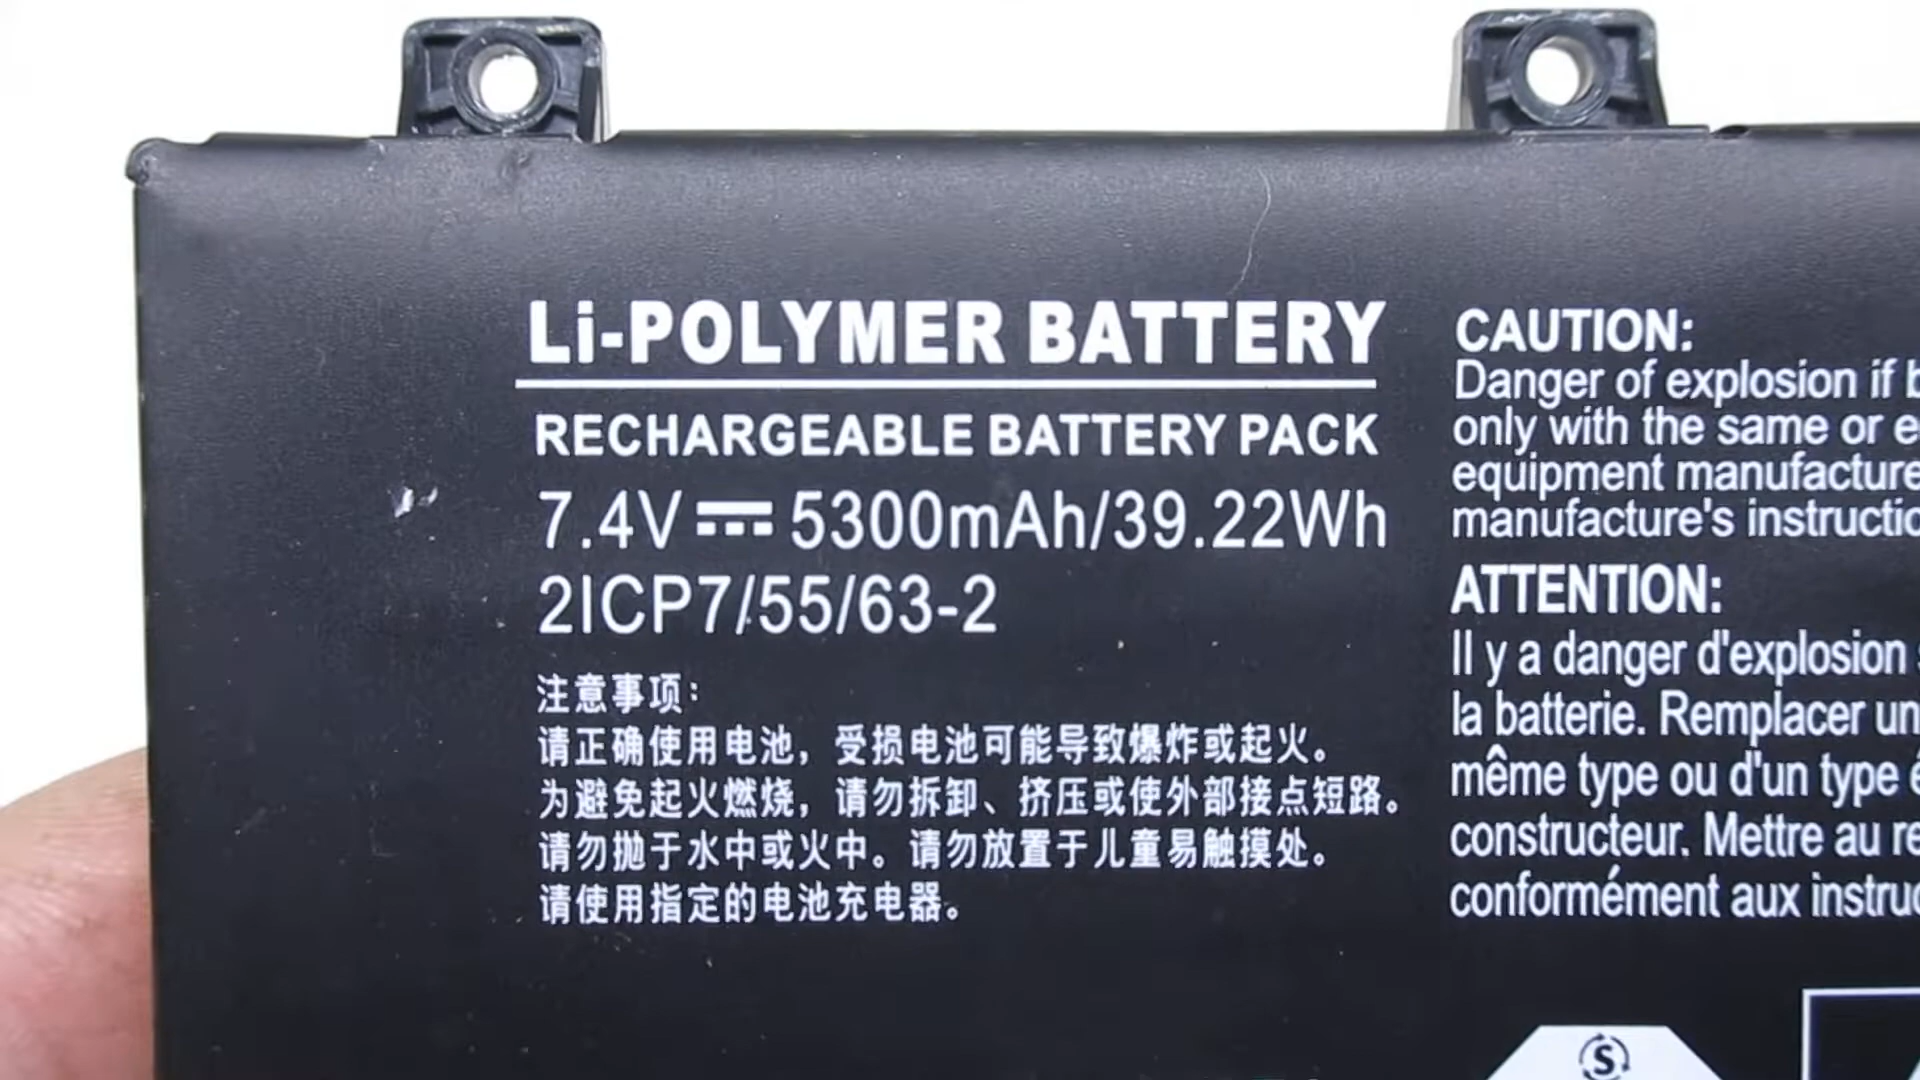 Li-POLYMER BATTERY
RECHARGEABLE BATTERY PACK
7.4V ⎓ 5300mAh/39.22Wh
2ICP7/55/63-2
注意事项:
请正确使用电池，受损电池可能导致爆炸或起火。
为避免起火燃烧，请勿拆卸、挤压或使外部接点短路。
请勿抛于水中或火中。请勿放置于儿童易触摸处。
请使用指定的电池充电器。
CAUTION:
Danger of explosion if
only with the same or
equipment manufacture
manufacture's instructio
ATTENTION:
Il y a danger d'explosion
la batterie. Remplacer un
même type ou d'un type
constructeur. Mettre au
conformément aux instruc
S